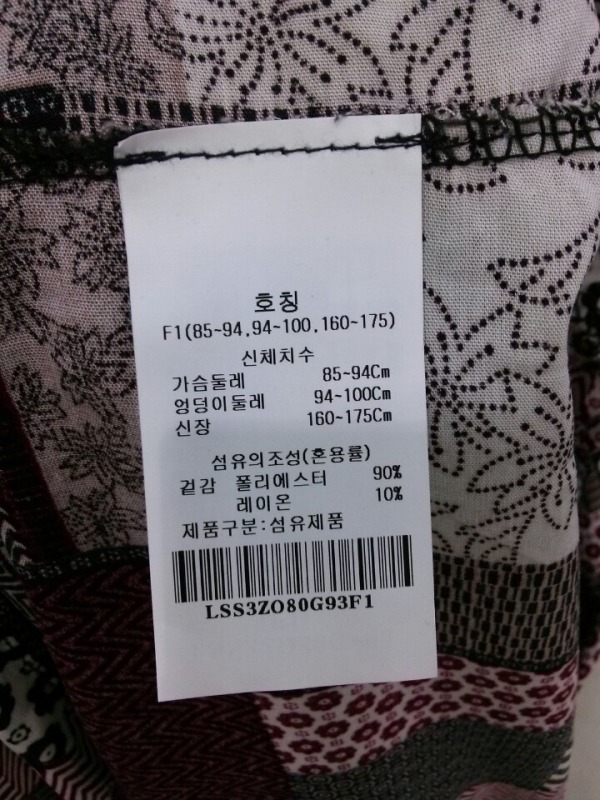 호칭
F1(85~94,94~100,160~175)
신체치수
가슴둘레 85~94Cm
엉덩이둘레 94~100Cm
신장 160~175Cm
섬유의조성(혼용률)
겉감 폴리에스터 90%
레이온 10%
제품구분:섬유제품
LSS3ZO80G93F1